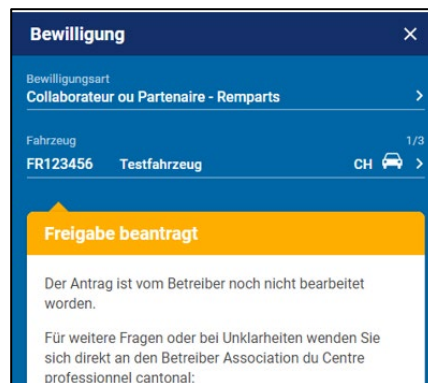 Bewilligung
Bewilligungsart
Collaborateur ou Partenaire - Remparts
Fahrzeug 1/3
FR123456 Testfahrzeug CH
Freigabe beantragt
Der Antrag ist vom Betreiber noch nicht bearbeitet
worden.
Für weitere Fragen oder bei Unklarheiten wenden Sie
sich direkt an den Betreiber Association du Centre
professionnel cantonal: